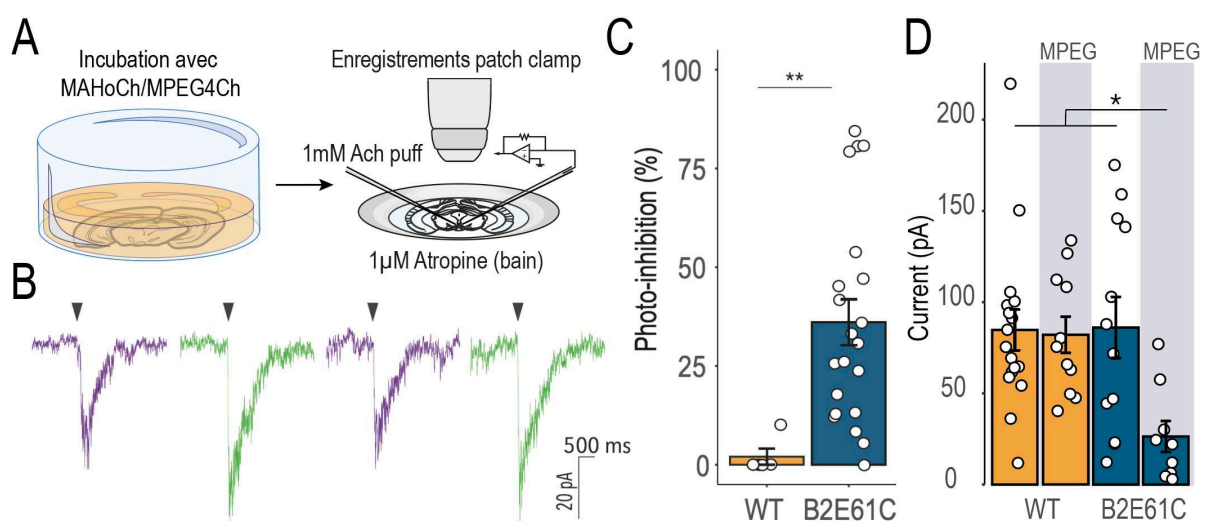 A
Incubation avec
MAHoCh/MPEG4Ch
Enregistrements patch clamp
1mM Ach puff
1µM Atropine (bain)
B
500 ms
20 pA
C
Photo-inhibition (%)
100
75
50
25
0
**
WT
B2E61C
D
MPEG
MPEG
Current (pA)
200
150
100
50
0
*
WT
B2E61C